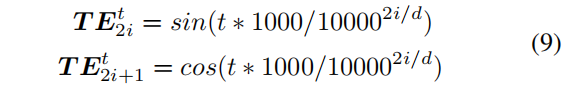 TE^t_{2i} = sin(t * 1000/10000^{2i/d})
TE^t_{2i+1} = cos(t * 1000/10000^{2i/d})
(9)